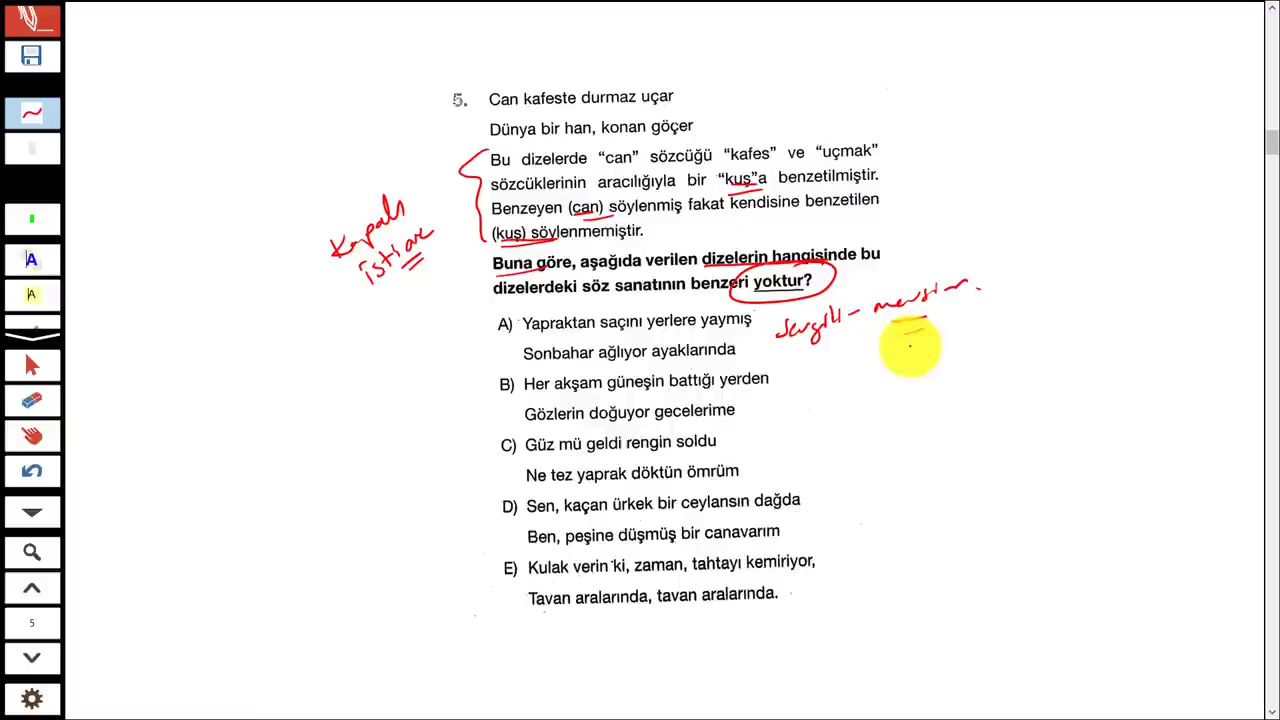 5. Can kafeste durmaz uçar
Dünya bir han, konan göçer
Bu dizelerde “can” sözcüğü “kafes” ve “uçmak”
sözcüklerinin aracılığıyla bir “kuş”a benzetilmiştir.
Benzeyen (can) söylenmiş fakat kendisine benzetilen
(kuş) söylenmemiştir.
Kapalı
istiare
Buna göre, aşağıda verilen dizelerin hangisinde bu
dizelerdeki söz sanatının benzeri yoktur?
A) Yapraktan saçını yerlere yaymış
Sonbahar ağlıyor ayaklarında
Sevgili - mevsim.
B) Her akşam güneşin battığı yerden
Gözlerin doğuyor gecelerime
C) Güz mü geldi rengin soldu
Ne tez yaprak döktün ömrüm
D) Sen, kaçan ürkek bir ceylansın dağda
Ben, peşine düşmüş bir canavarım
E) Kulak verin ki, zaman, tahtayı kemiriyor,
Tavan aralarında, tavan aralarında.
A
A
5